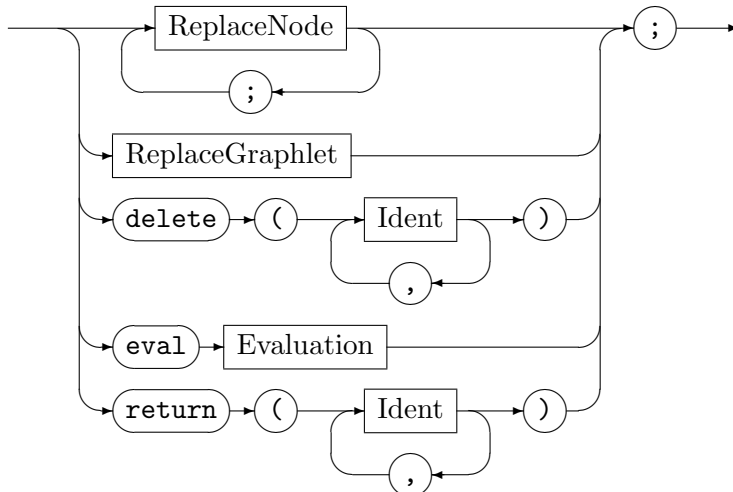 ReplaceNode ;
;
ReplaceGraphlet
delete ( Ident )
,
eval Evaluation
return ( Ident )
,